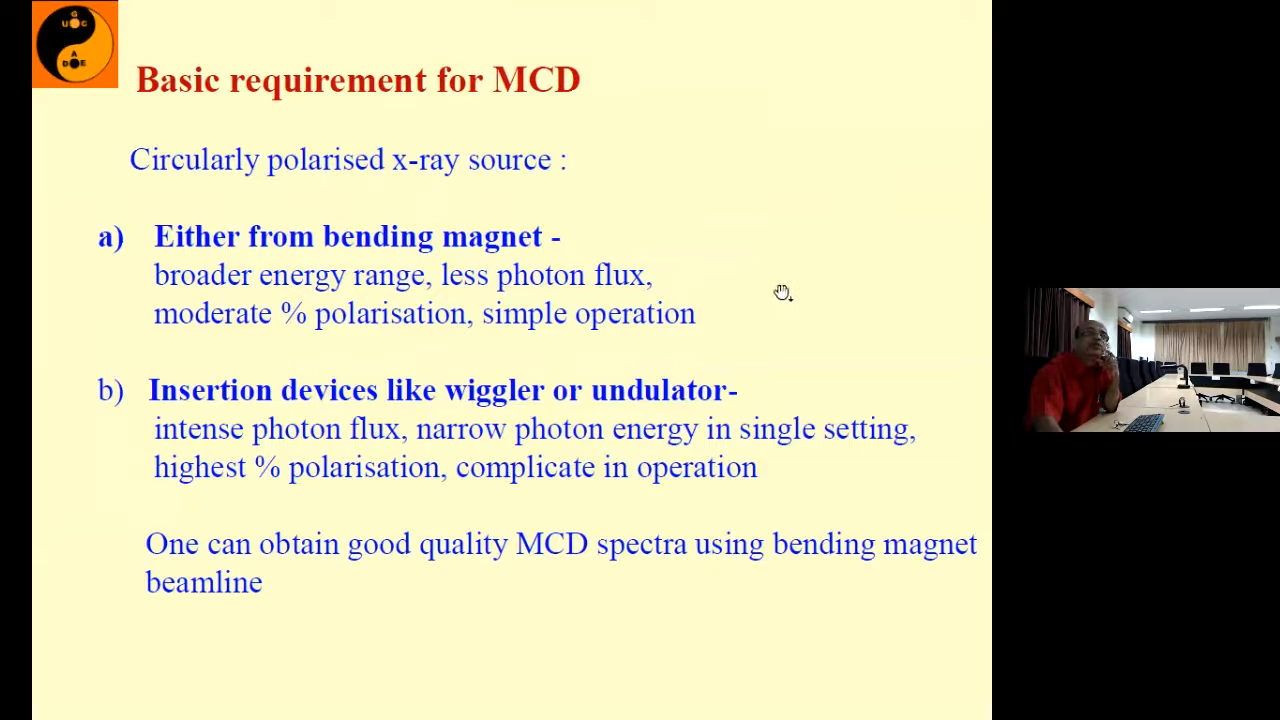 G
U G C
A
D A E
Basic requirement for MCD
Circularly polarised x-ray source :
a) Either from bending magnet -
broader energy range, less photon flux,
moderate % polarisation, simple operation
b) Insertion devices like wiggler or undulator-
intense photon flux, narrow photon energy in single setting,
highest % polarisation, complicate in operation
One can obtain good quality MCD spectra using bending magnet
beamline